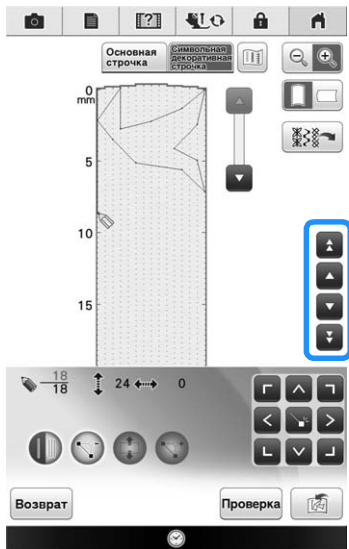 [?]
Основная
строчка
Символьная
декоративная
строчка
0
mm
5
10
15
18
18
24
0
Возврат
Проверка